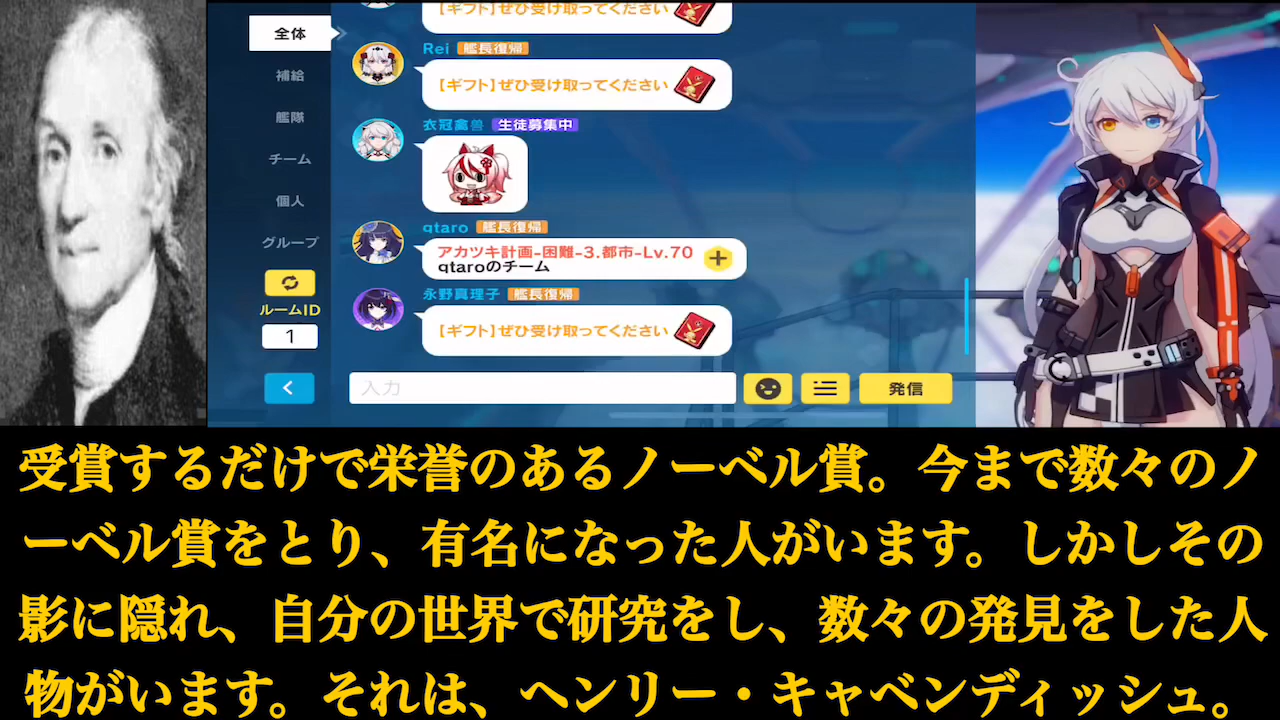 【ギフト】ぜひ受け取ってください
全体
Rei 艦長復帰
補給
【ギフト】ぜひ受け取ってください
艦隊
衣冠禽兽 生徒募集中
チーム
個人
グループ
qtaro 艦長復帰
アカツキ計画-困難-3.都市-Lv.70
qtaroのチーム
ルームID
永野真理子 艦長復帰
1
【ギフト】ぜひ受け取ってください
入力
発信
受賞するだけで栄誉のあるノーベル賞。今まで数々のノ
ーベル賞をとり、有名になった人がいます。しかしその
影に隠れ、自分の世界で研究をし、数々の発見をした人
物がいます。それは、ヘンリー・キャベンディッシュ。